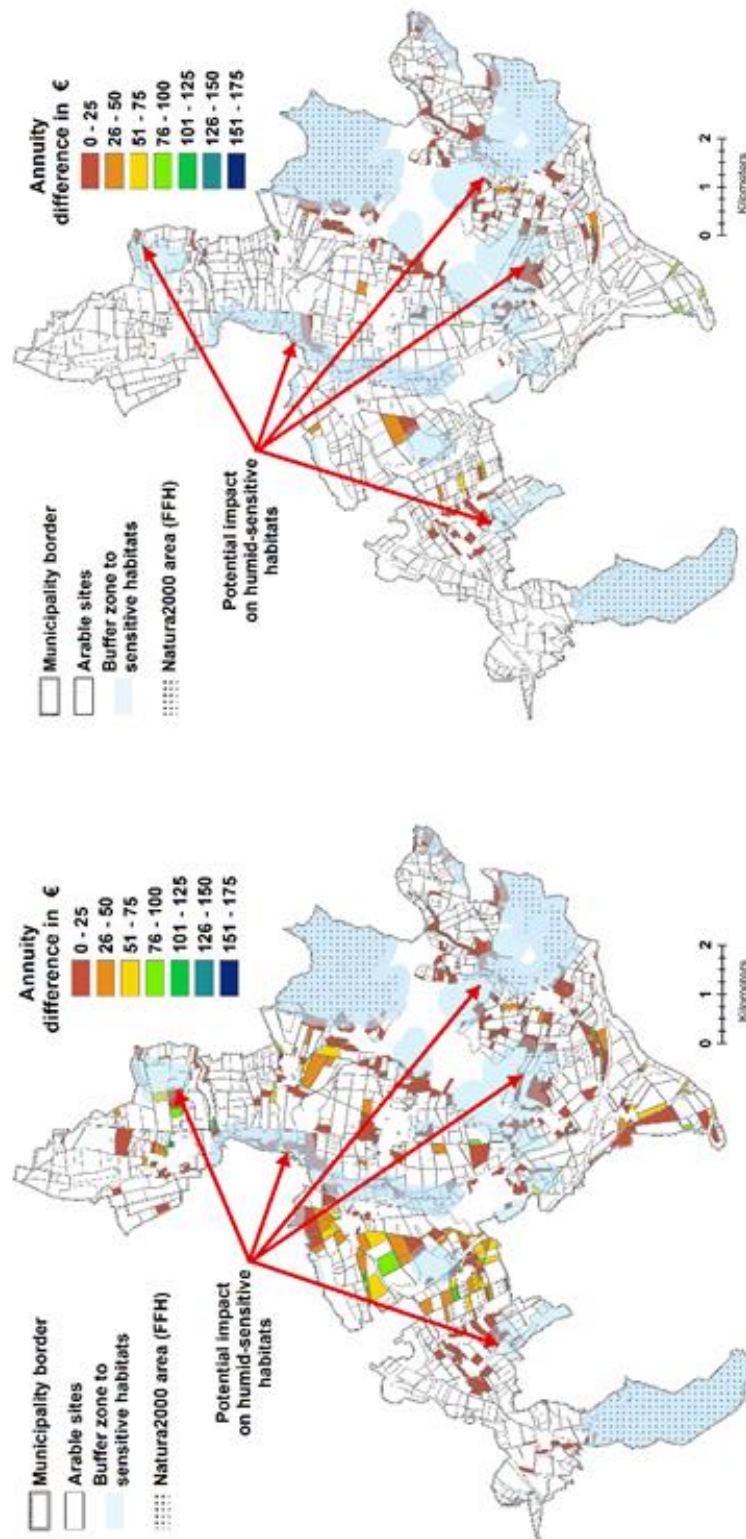 Municipality border
Arable sites
Buffer zone to
sensitive habitats
Natura2000 area (FFH)
Potential impact
on humid-sensitive
habitats
Annuity
difference in €
0 - 25
26 - 50
51 - 75
76 - 100
101 - 125
126 - 150
151 - 175
0 1 2
Kilometers
Municipality border
Arable sites
Buffer zone to
sensitive habitats
Natura2000 area (FFH)
Potential impact
on humid-sensitive
habitats
Annuity
difference in €
0 - 25
26 - 50
51 - 75
76 - 100
101 - 125
126 - 150
151 - 175
0 1 2
Kilometers